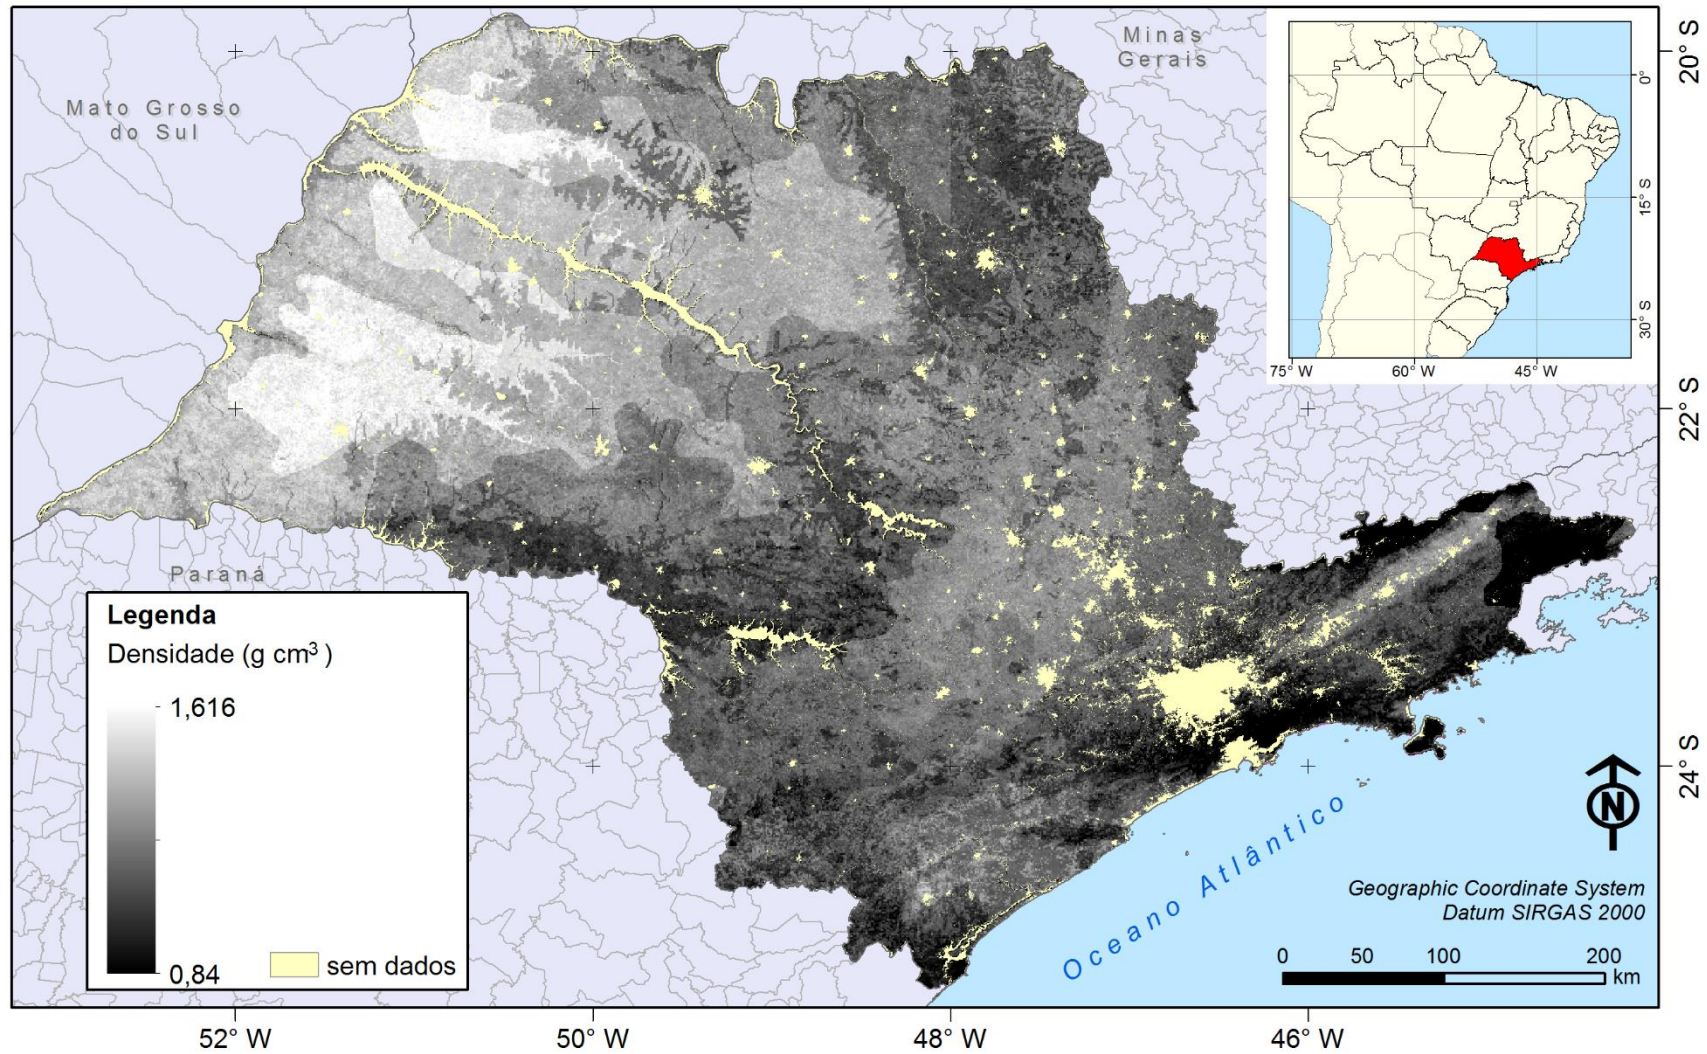 Minas
Gerais
Mato Grosso
do Sul
Paraná
20° S
22° S
24° S
0°
15° S
30° S
75° W
60° W
45° W
Legenda
Densidade (g cm³ )
1,616
0,84
sem dados
Oceano Atlântico
N
Geographic Coordinate System
Datum SIRGAS 2000
0 50 100 200
km
52° W
50° W
48° W
46° W